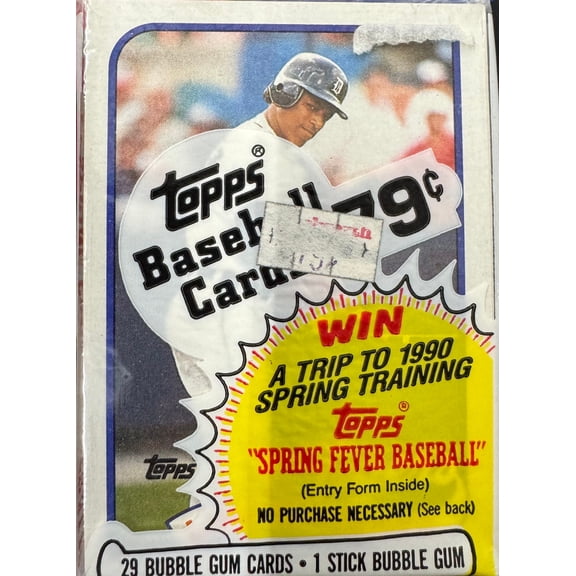 D
Topps®
Baseball
Cards
79¢
WIN
A TRIP TO 1990
SPRING TRAINING
Topps®
"SPRING FEVER BASEBALL"
(Entry Form Inside)
NO PURCHASE NECESSARY (See back)
Topps
29 BUBBLE GUM CARDS • 1 STICK BUBBLE GUM